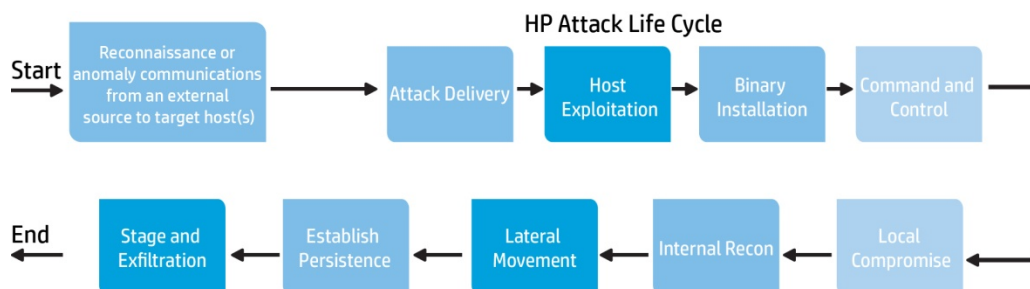 HP Attack Life Cycle
Start
Reconnaissance or
anomaly communications
from an external
source to target host(s)
Attack Delivery
Host
Exploitation
Binary
Installation
Command and
Control
Local
Compromise
Internal Recon
Lateral
Movement
Establish
Persistence
Stage and
Exfiltration
End